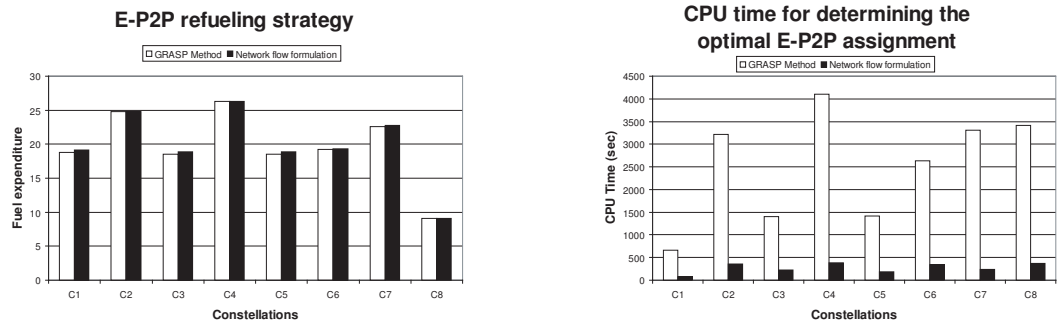 E-P2P refueling strategy
GRASP Method
Network flow formulation
30
25
20
15
10
5
0
Fuel expenditure
C1 C2 C3 C4 C5 C6 C7 C8
Constellations
CPU time for determining the
optimal E-P2P assignment
GRASP Method
Network flow formulation
4500
4000
3500
3000
2500
2000
1500
1000
500
0
CPU Time (sec)
C1 C2 C3 C4 C5 C6 C7 C8
Constellations